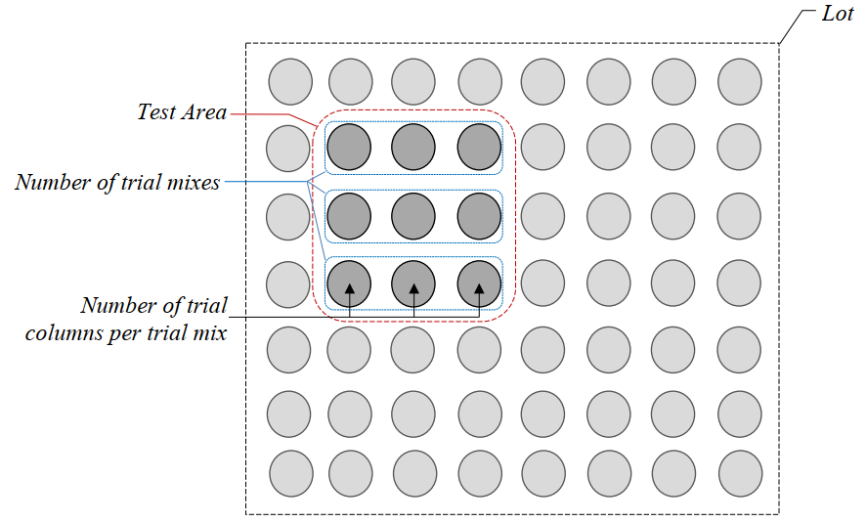 Lot
Test Area
Number of trial mixes
Number of trial
columns per trial mix